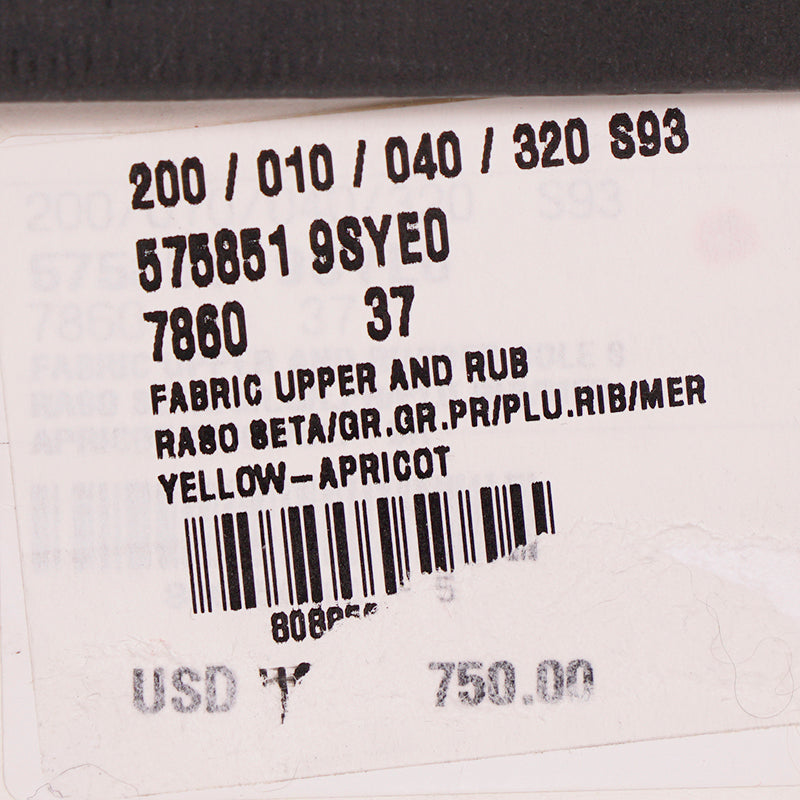 200 / 010 / 040 / 320 S93
575851 9SYE0
7860 37
FABRIC UPPER AND RUB
RASO SETA/GR.GR.PR/PLU.RIB/MER
YELLOW-APRICOT
USD 750.00